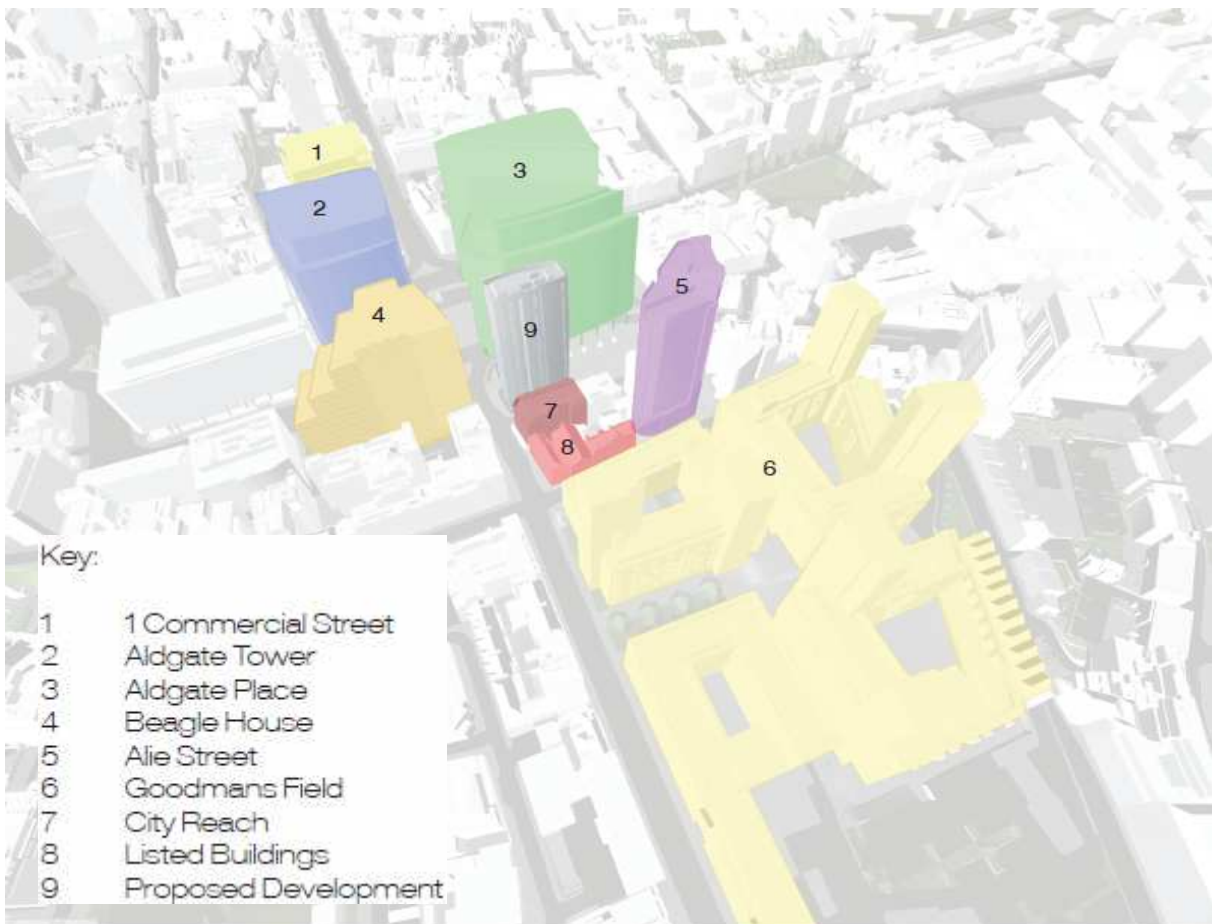 1
2
3
4
5
9
7
8
6
Key:
1 1 Commercial Street
2 Aldgate Tower
3 Aldgate Place
4 Beagle House
5 Alie Street
6 Goodmans Field
7 City Reach
8 Listed Buildings
9 Proposed Development